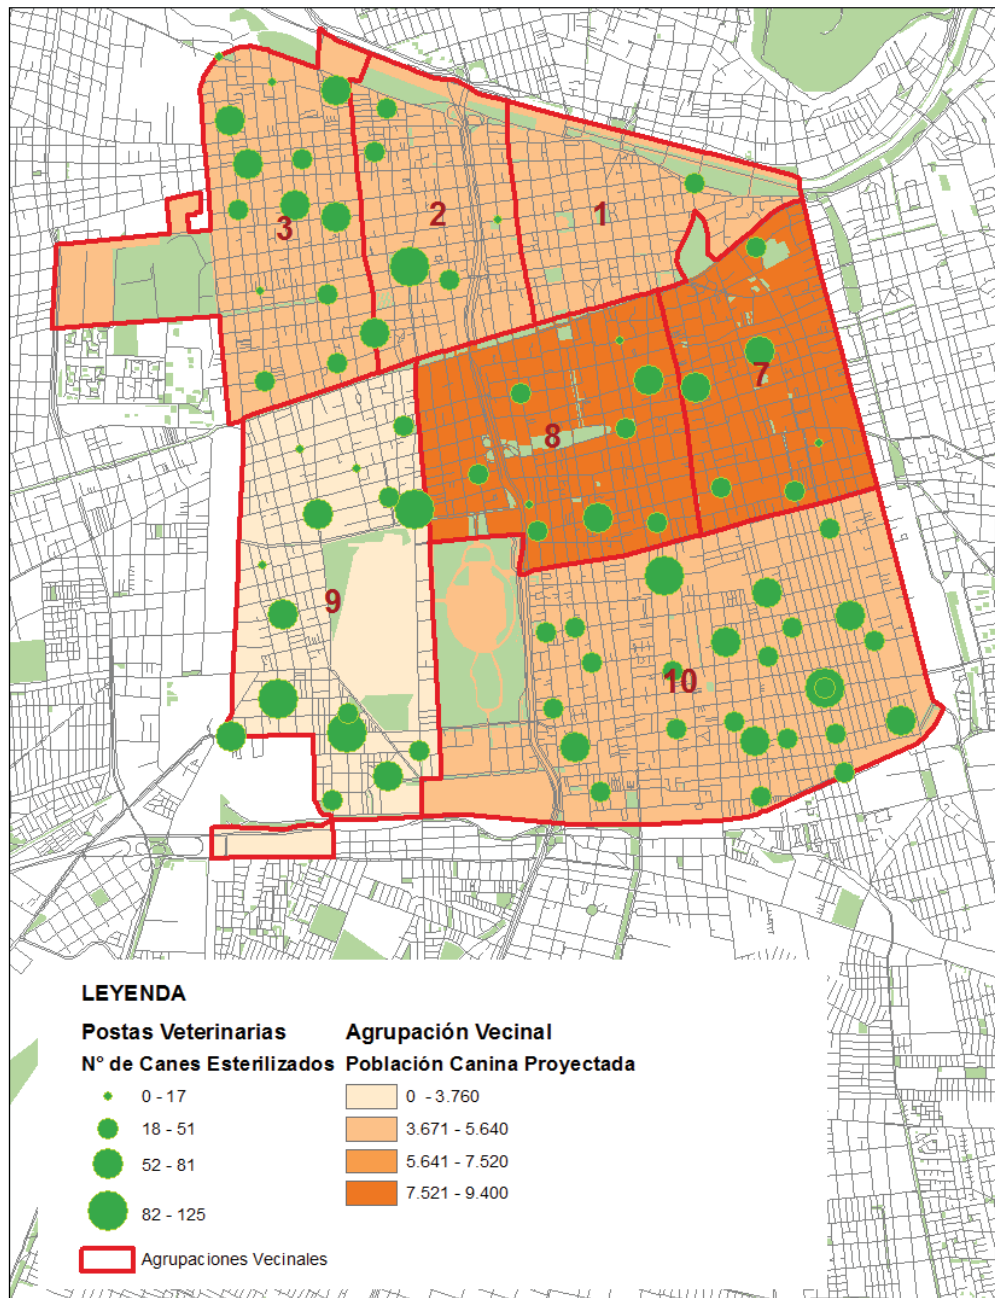 3
2
1
7
8
9
10
LEYENDA
Postas Veterinarias
N° de Canes Esterilizados
0 - 17
18 - 51
52 - 81
82 - 125
Agrupaciones Vecinales
Agrupación Vecinal
Población Canina Proyectada
0 - 3.760
3.671 - 5.640
5.641 - 7.520
7.521 - 9.400